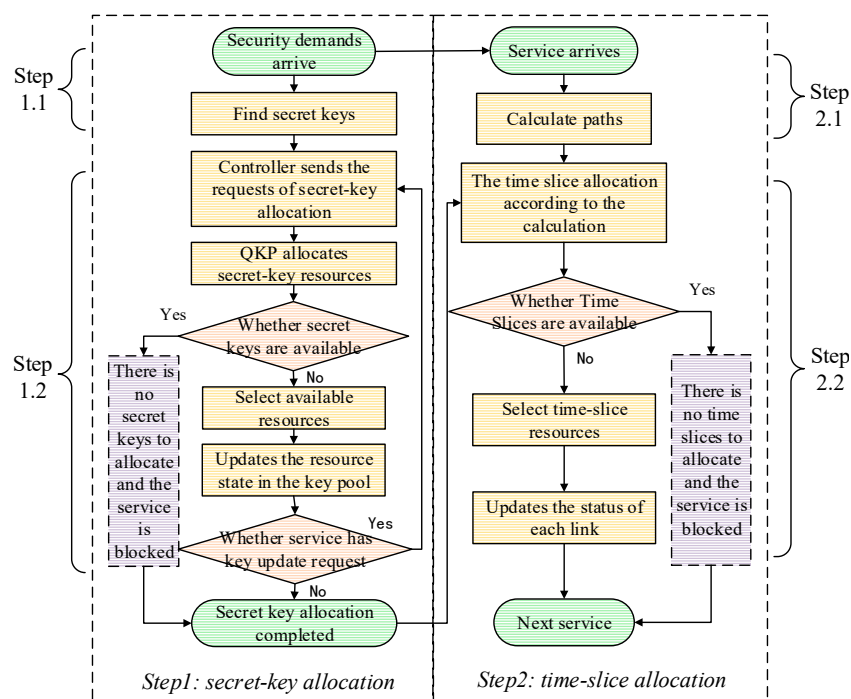 Step
1.1
Security demands
arrive
Find secret keys
Step
1.2
Controller sends the
requests of secret-key
allocation
QKP allocates
secret-key resources
Whether secret
keys are available
Yes
No
There is
no
secret
keys to
allocate
and the
service
is
blocked
Select available
resources
Updates the resource
state in the key pool
Whether service has
key update request
Yes
No
Secret key allocation
completed
Step1: secret-key allocation
Service arrives
Calculate paths
Step
2.1
The time slice allocation
according to the
calculation
Whether Time
Slices are available
Yes
No
Select time-slice
resources
Updates the status of
each link
There is
no time
slices to
allocate
and the
service is
blocked
Step
2.2
Next service
Step2: time-slice allocation